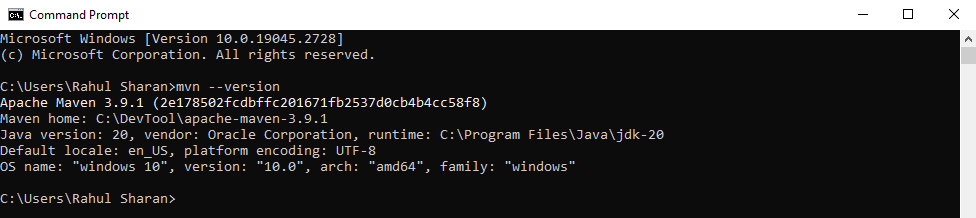 Command Prompt
Microsoft Windows [Version 10.0.19045.2728]
(c) Microsoft Corporation. All rights reserved.
C:\Users\Rahul Sharan>mvn --version
Apache Maven 3.9.1 (2e178502fcdbffc201671fb2537d0cb4b4cc58f8)
Maven home: C:\DevTool\apache-maven-3.9.1
Java version: 20, vendor: Oracle Corporation, runtime: C:\Program Files\Java\jdk-20
Default locale: en_US, platform encoding: UTF-8
OS name: "windows 10", version: "10.0", arch: "amd64", family: "windows"
C:\Users\Rahul Sharan>